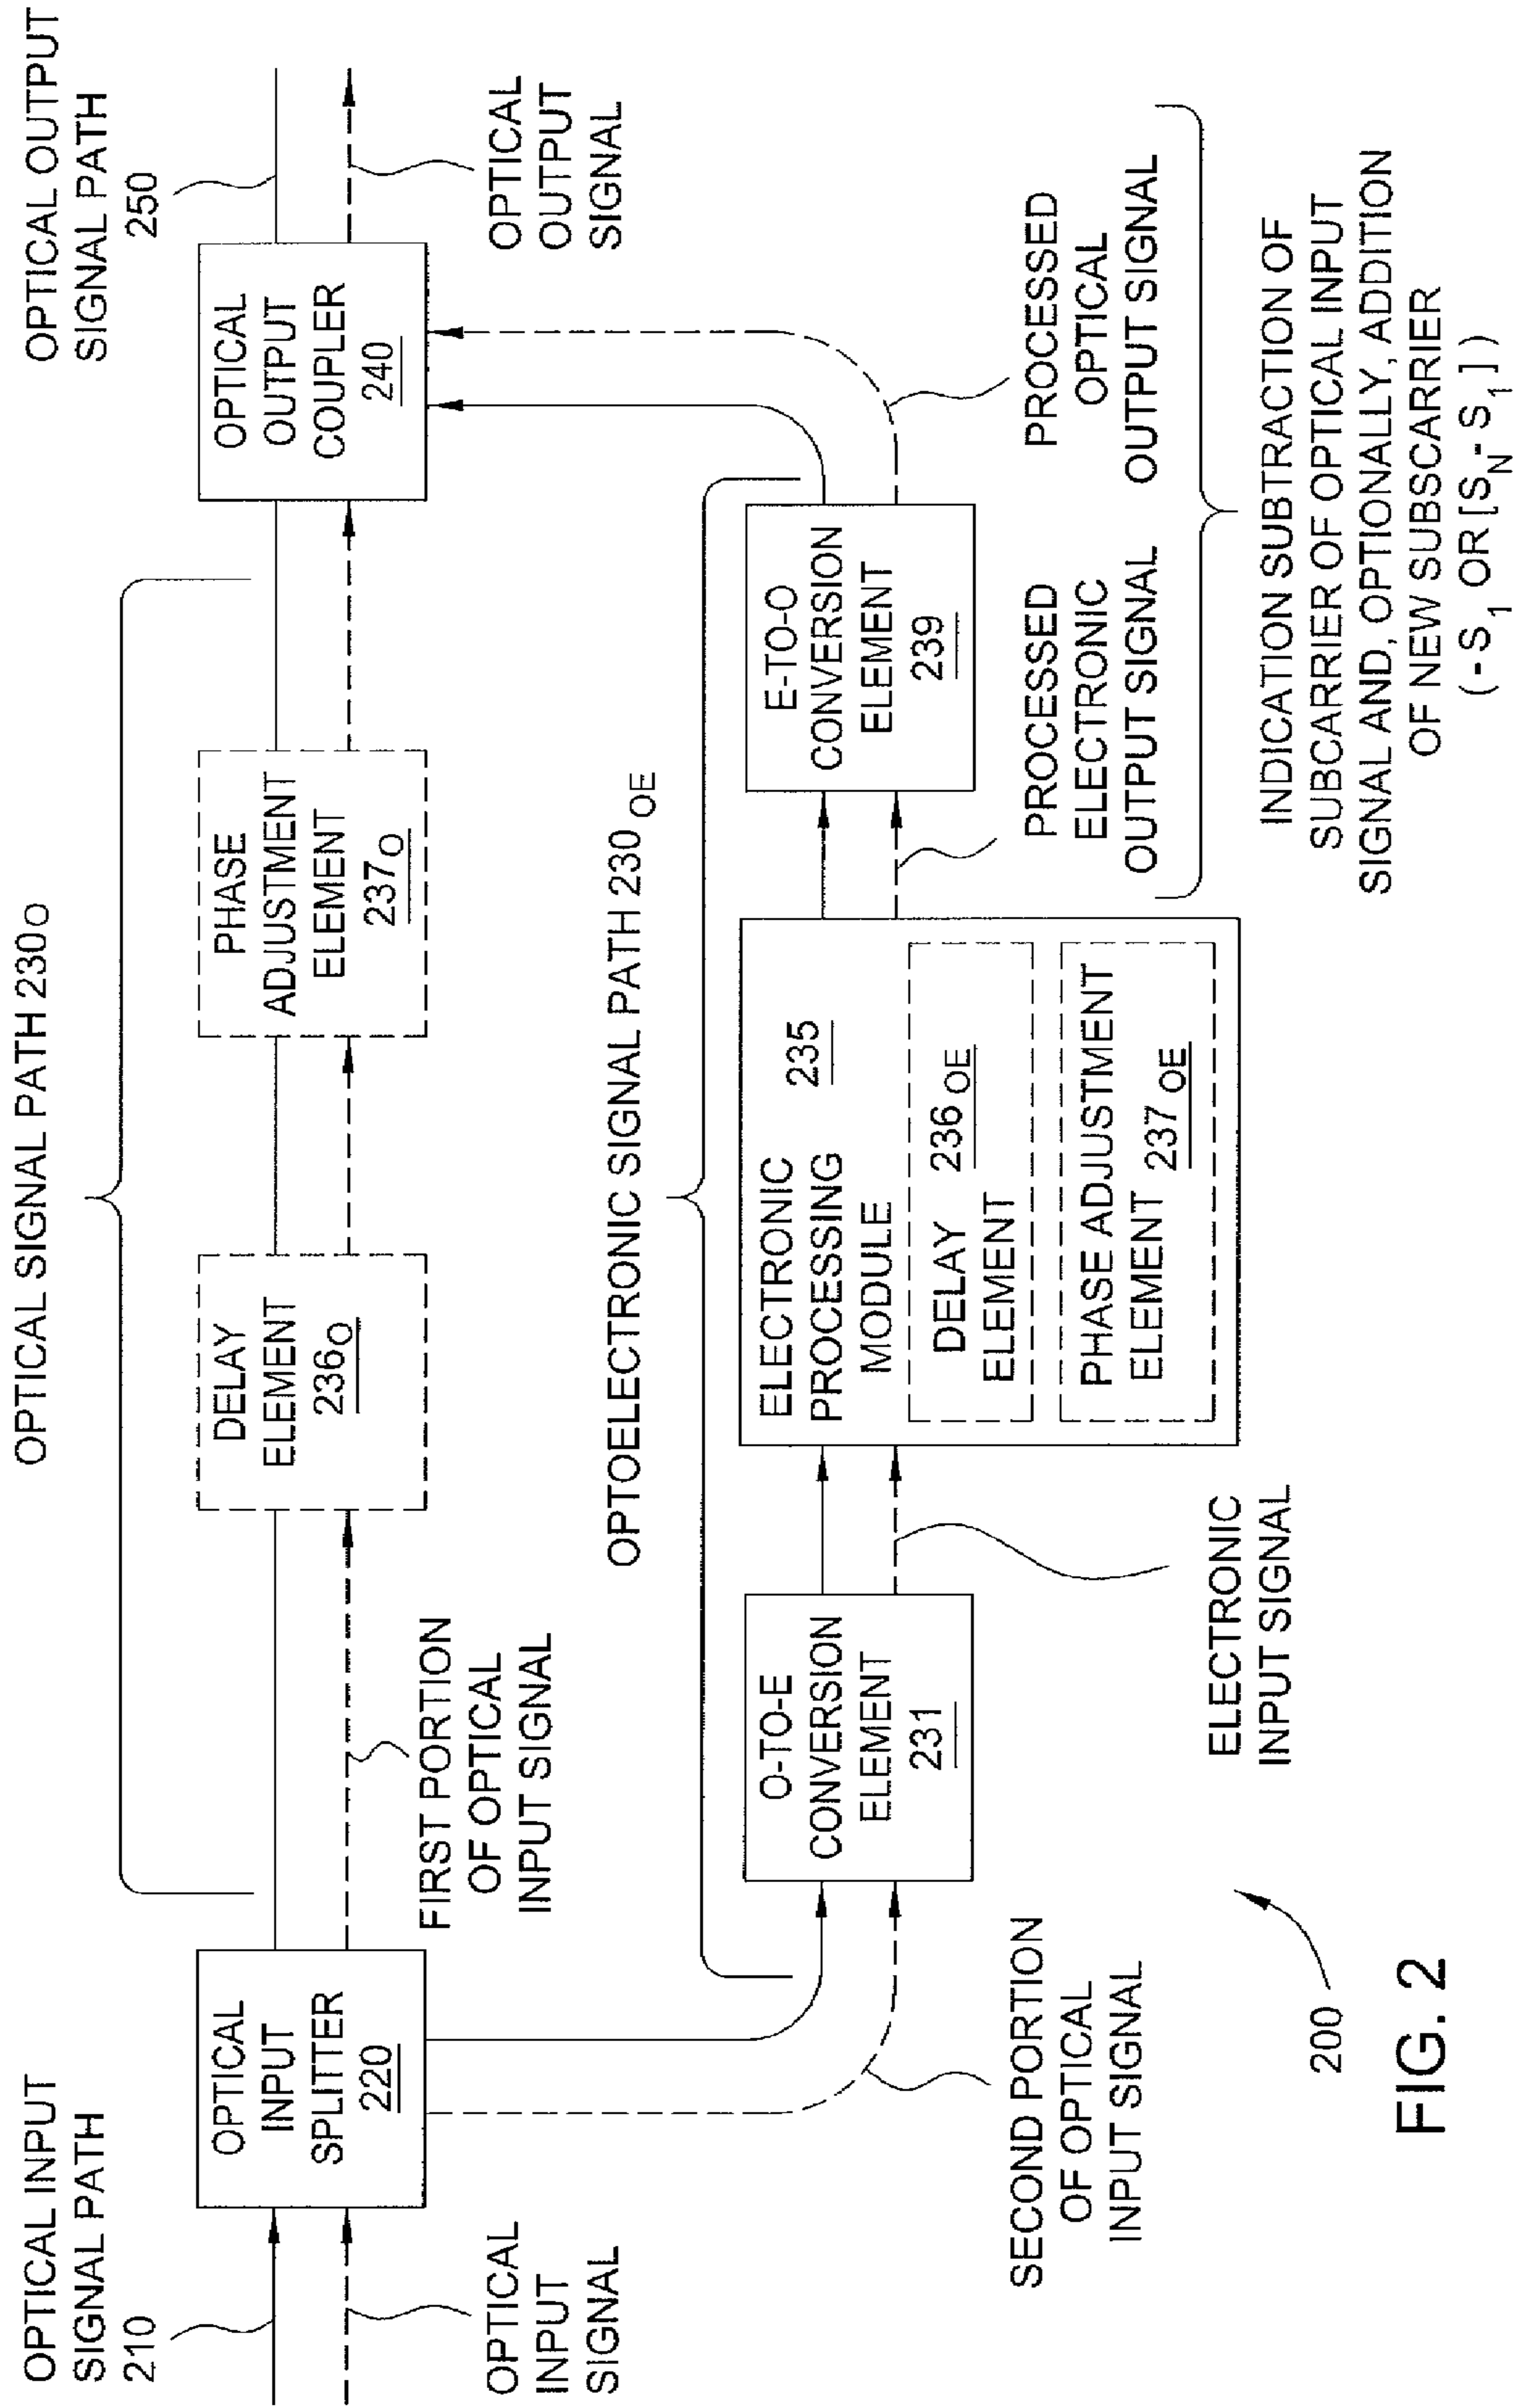 OPTICAL INPUT
SIGNAL PATH
210
OPTICAL
INPUT
SIGNAL
OPTICAL
INPUT
SPLITTER
220
OPTICAL SIGNAL PATH 230O
FIRST PORTION
OF OPTICAL
INPUT SIGNAL
DELAY
ELEMENT
236O
PHASE
ADJUSTMENT
ELEMENT
237O
OPTICAL
OUTPUT
COUPLER
240
OPTICAL OUTPUT
SIGNAL PATH
250
OPTICAL
OUTPUT
SIGNAL
OPTOELECTRONIC SIGNAL PATH 230OE
SECOND PORTION
OF OPTICAL
INPUT SIGNAL
O-TO-E
CONVERSION
ELEMENT
231
ELECTRONIC
INPUT SIGNAL
ELECTRONIC
PROCESSING 235
MODULE
DELAY 236OE
ELEMENT
PHASE ADJUSTMENT
ELEMENT 237OE
E-TO-O
CONVERSION
ELEMENT
239
PROCESSED
ELECTRONIC
OUTPUT SIGNAL
PROCESSED
OPTICAL
OUTPUT SIGNAL
INDICATION SUBTRACTION OF
SUBCARRIER OF OPTICAL INPUT
SIGNAL AND, OPTIONALLY, ADDITION
OF NEW SUBSCARRIER
(-S1 OR [SN-S1])
200
FIG. 2